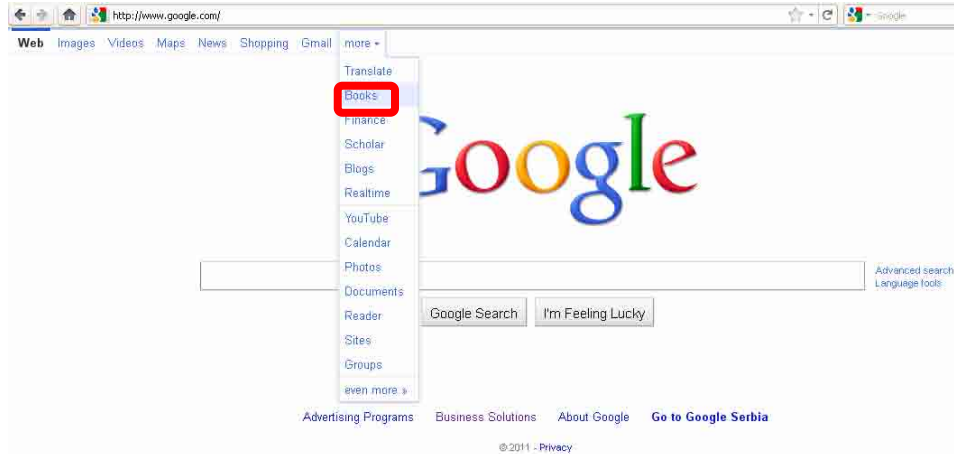 http://www.google.com/
Google
Web Images Videos Maps News Shopping Gmail more
Translate
Books
Finance
Scholar
Blogs
Realtime
YouTube
Calendar
Photos
Documents
Reader
Sites
Groups
even more »
Google
Advanced search
Language tools
Google Search I'm Feeling Lucky
Advertising Programs Business Solutions About Google Go to Google Serbia
© 2011 - Privacy